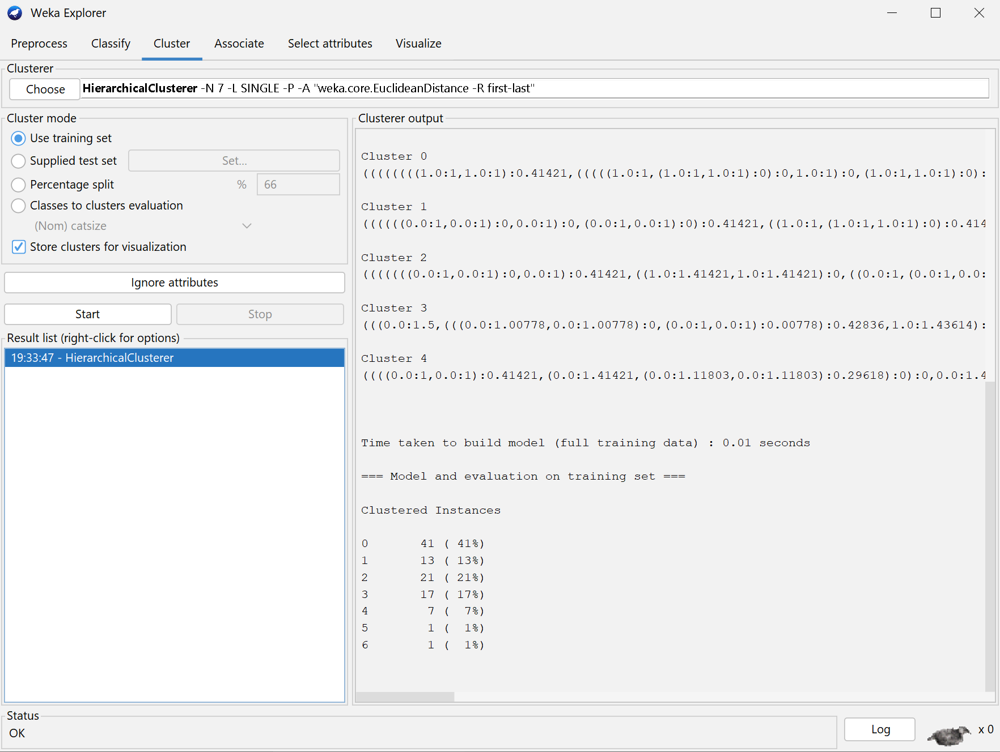 Weka Explorer
Preprocess Classify Cluster Associate Select attributes Visualize
Clusterer
Choose HierarchicalClusterer -N 7 -L SINGLE -P -A "weka.core.EuclideanDistance -R first-last"
Cluster mode
Use training set
Supplied test set Set...
Percentage split % 66
Classes to clusters evaluation
(Nom) catsize
Store clusters for visualization
Ignore attributes
Start Stop
Result list (right-click for options)
19:33:47 - HierarchicalClusterer
Clusterer output
Cluster 0
((((((((1.0:1,1.0:1):0.41421,(((((1.0:1,(1.0:1,1.0:1):0):0,1.0:1):0,(1.0:1,1.0:1):0):
Cluster 1
((((((0.0:1,0.0:1):0,0.0:1):0,(0.0:1,0.0:1):0):0.41421,((1.0:1,(1.0:1,1.0:1):0):0.414
Cluster 2
(((((((0.0:1,0.0:1):0,0.0:1):0.41421,((1.0:1.41421,1.0:1.41421):0,((0.0:1,(0.0:1,0.0:
Cluster 3
(((0.0:1.5,(((0.0:1.00778,0.0:1.00778):0,(0.0:1,0.0:1):0.00778):0.42836,1.0:1.43614):
Cluster 4
((((0.0:1,0.0:1):0.41421,(0.0:1.41421,(0.0:1.11803,0.0:1.11803):0.29618):0):0,0.0:1.4
Time taken to build model (full training data) : 0.01 seconds
=== Model and evaluation on training set ===
Clustered Instances
0 41 ( 41%)
1 13 ( 13%)
2 21 ( 21%)
3 17 ( 17%)
4 7 ( 7%)
5 1 ( 1%)
6 1 ( 1%)
Status
OK
Log
x 0